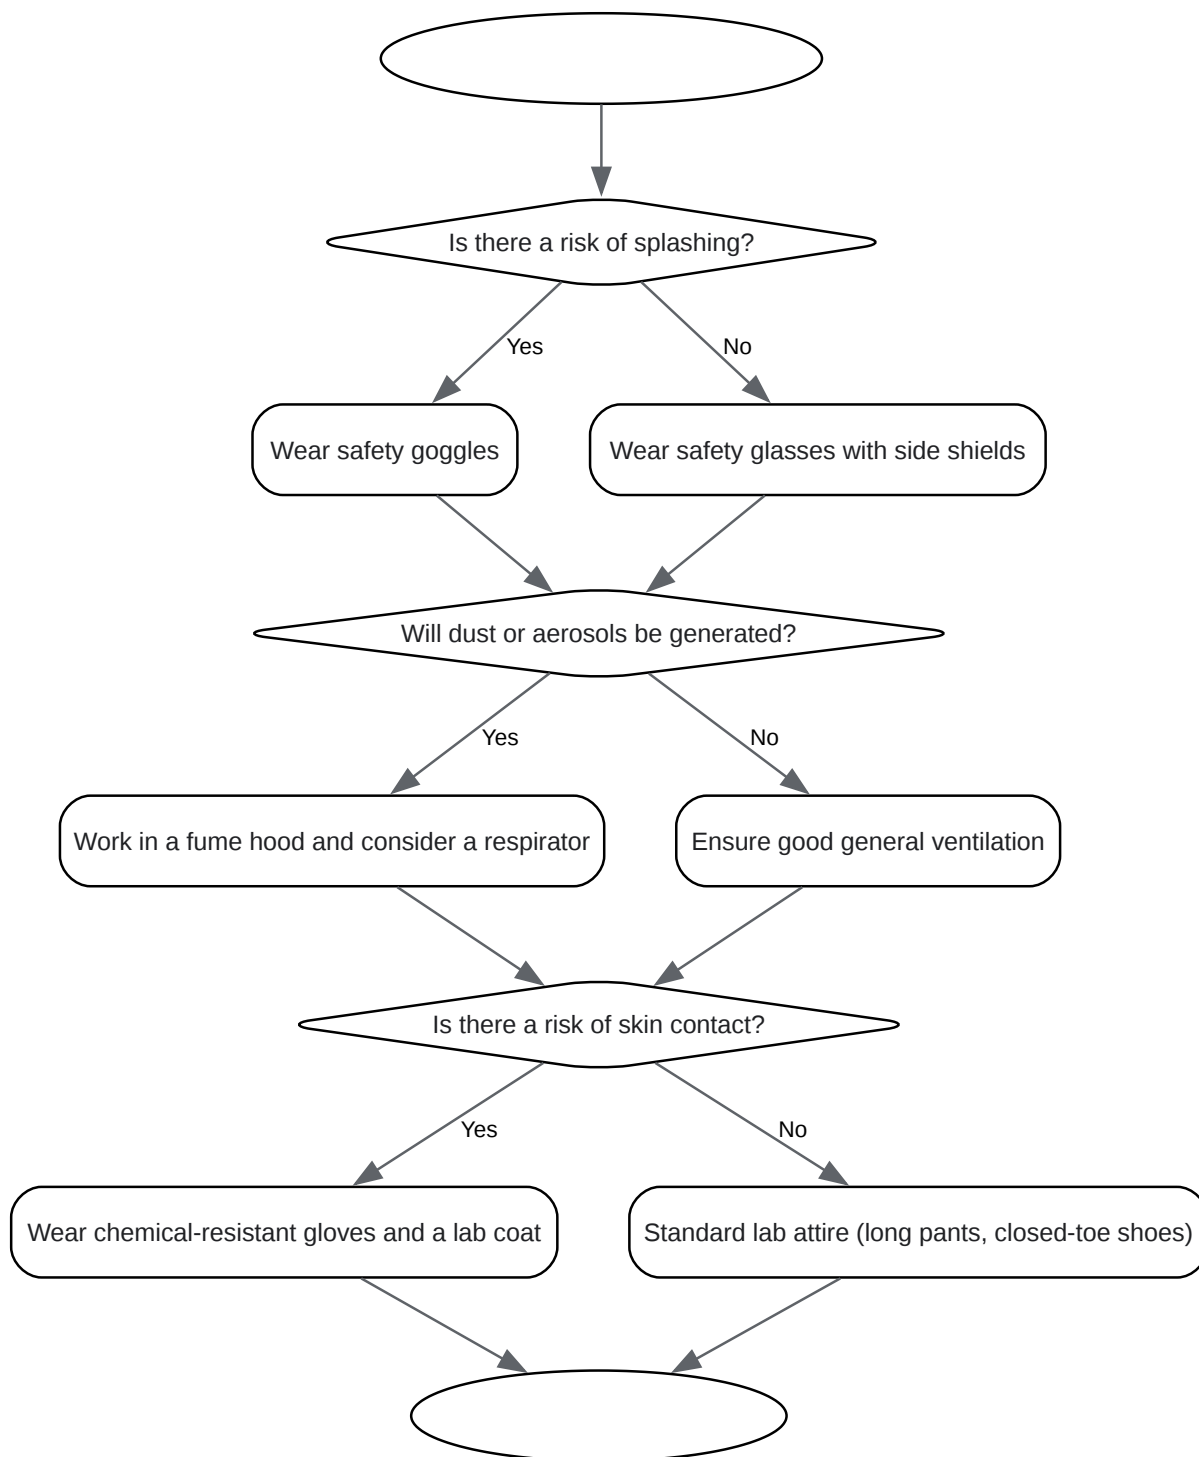 Is there a risk of splashing?
Yes
No
Wear safety goggles
Wear safety glasses with side shields
Will dust or aerosols be generated?
Yes
No
Work in a fume hood and consider a respirator
Ensure good general ventilation
Is there a risk of skin contact?
Yes
No
Wear chemical-resistant gloves and a lab coat
Standard lab attire (long pants, closed-toe shoes)